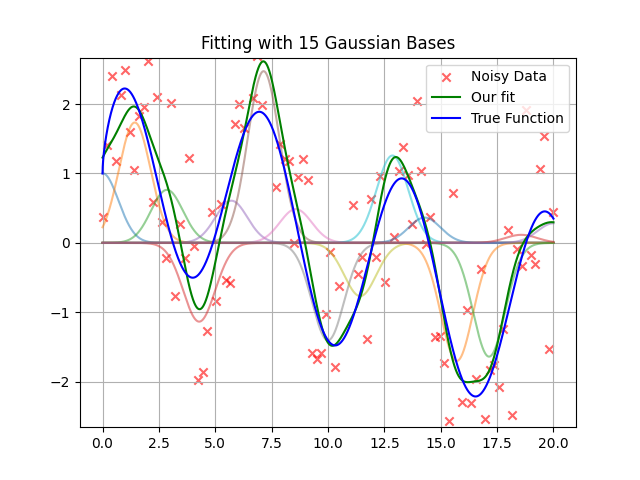 Fitting with 15 Gaussian Bases
Noisy Data
Our fit
True Function
2
1
0
−1
−2
0.0 2.5 5.0 7.5 10.0 12.5 15.0 17.5 20.0